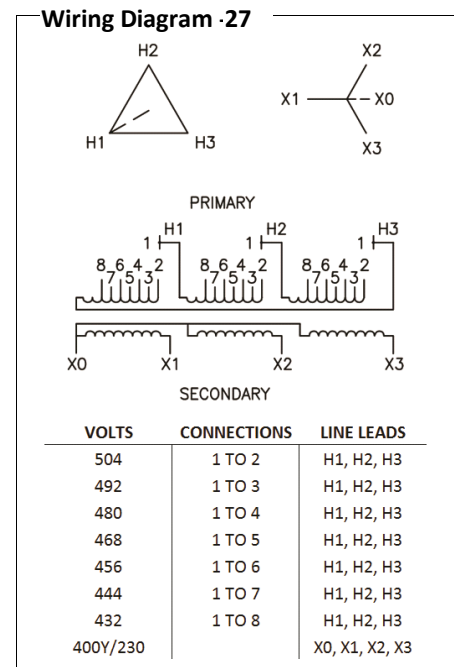 Wiring Diagram -27
H2 X2
X1 X0
H1 H3 X3
PRIMARY
H1 H2 H3
1 1 1
8 7 6 5 4 3 2 8 7 6 5 4 3 2 8 7 6 5 4 3 2
X0 X1 X2 X3
SECONDARY
VOLTS CONNECTIONS LINE LEADS
504 1 TO 2 H1, H2, H3
492 1 TO 3 H1, H2, H3
480 1 TO 4 H1, H2, H3
468 1 TO 5 H1, H2, H3
456 1 TO 6 H1, H2, H3
444 1 TO 7 H1, H2, H3
432 1 TO 8 H1, H2, H3
400Y/230 X0, X1, X2, X3